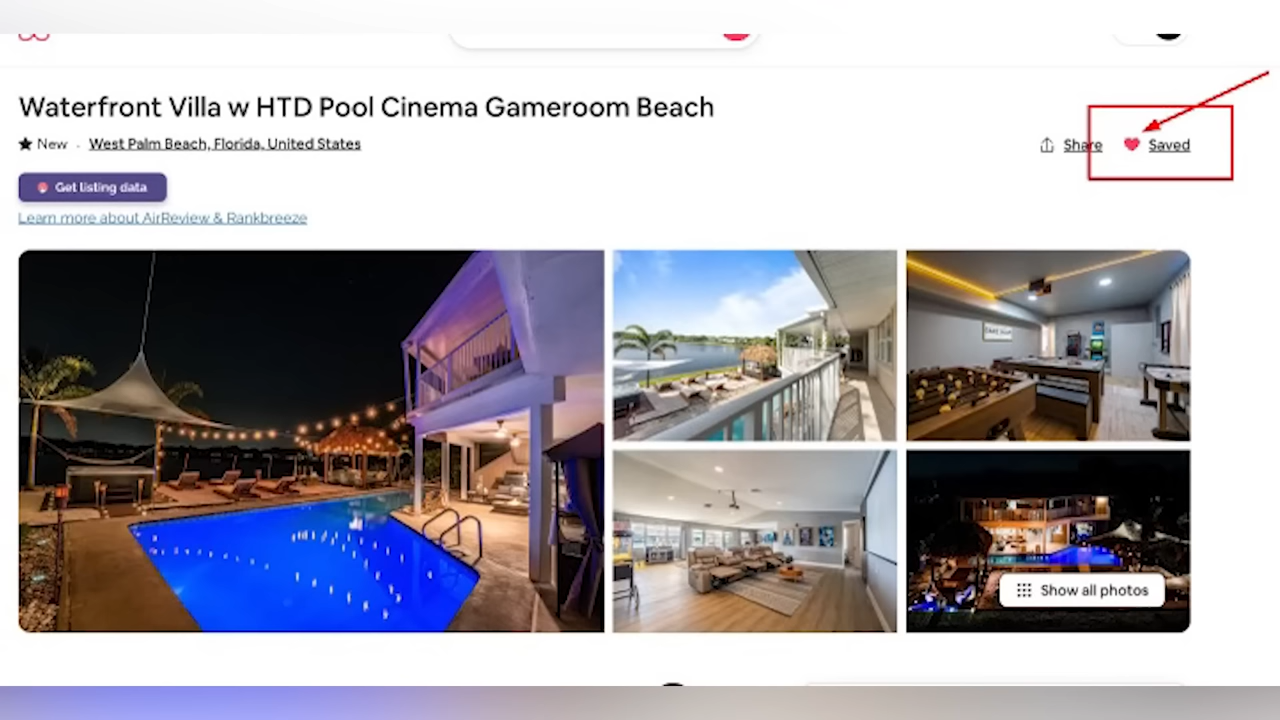 Waterfront Villa w HTD Pool Cinema Gameroom Beach
★ New · West Palm Beach, Florida, United States
Share Saved
Get listing data
Learn more about AirReview & Rankbreeze
Show all photos